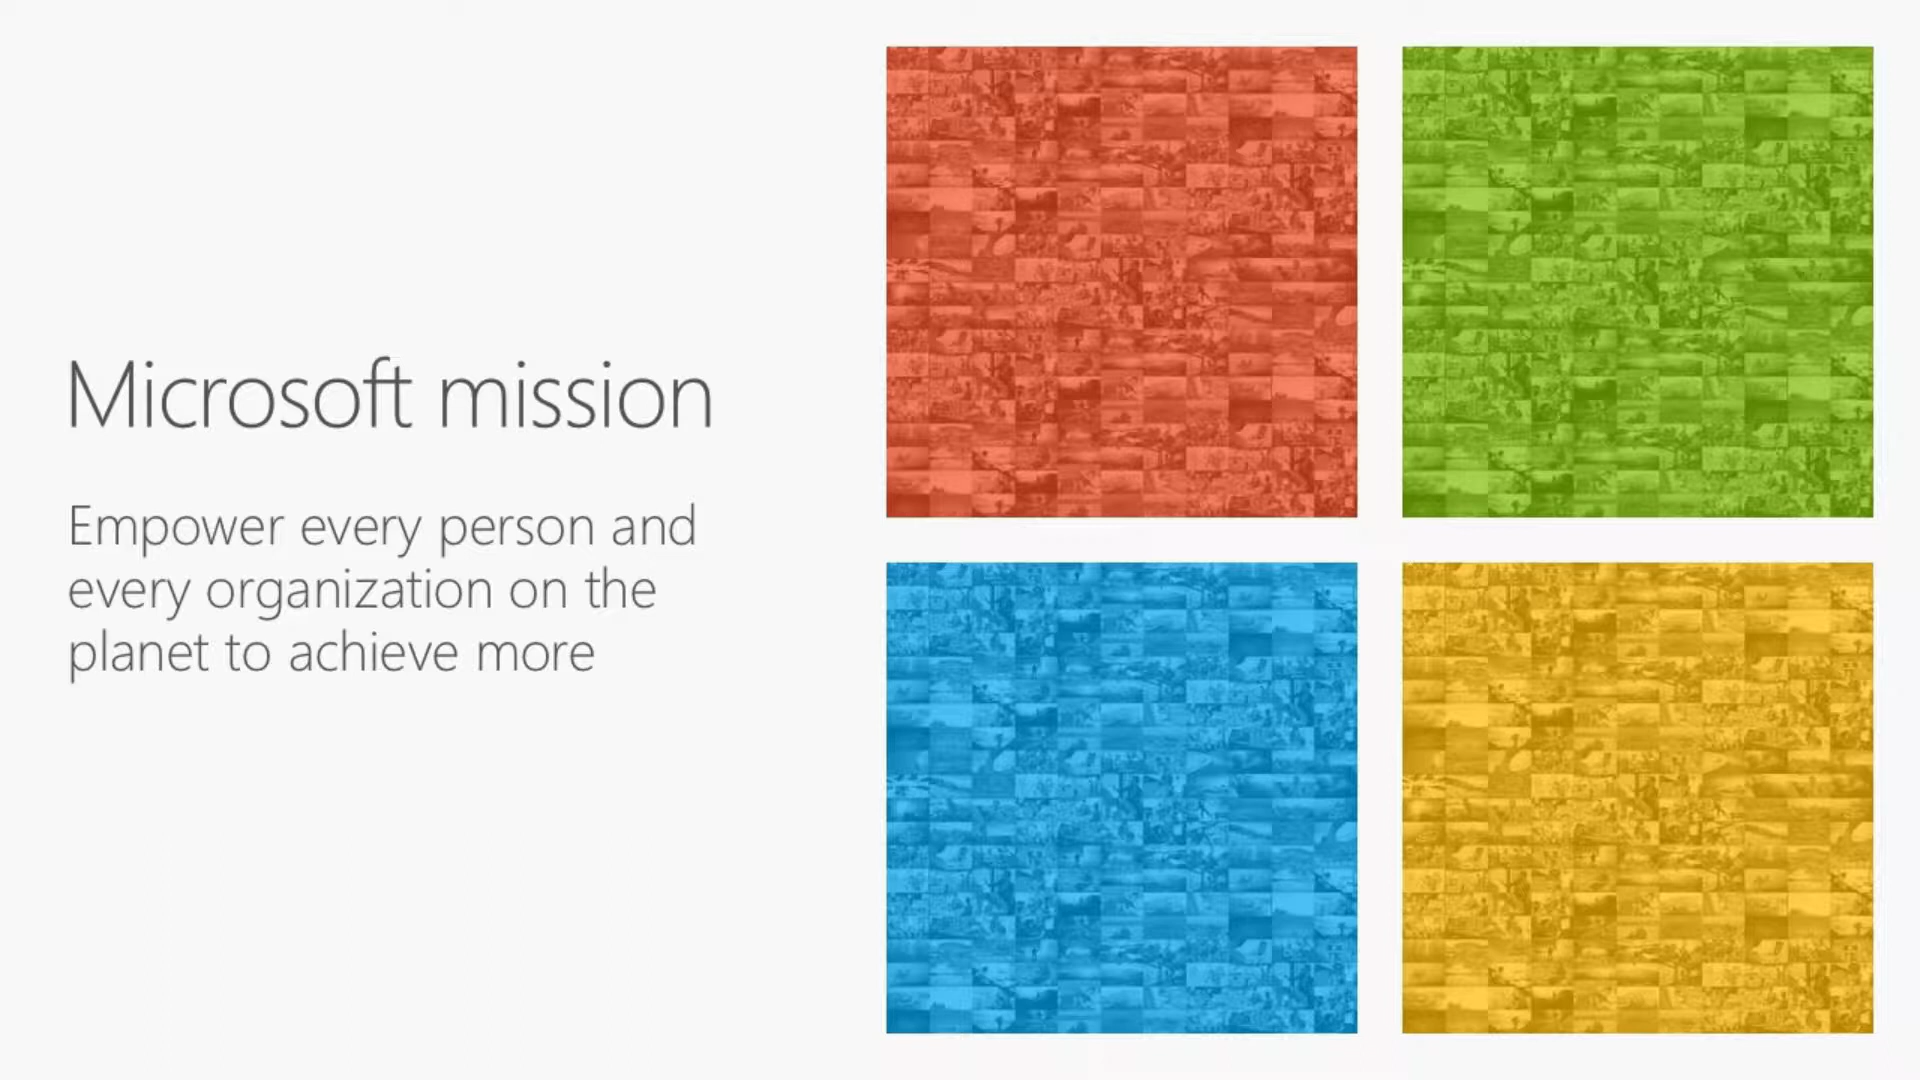 Microsoft mission
Empower every person and
every organization on the
planet to achieve more